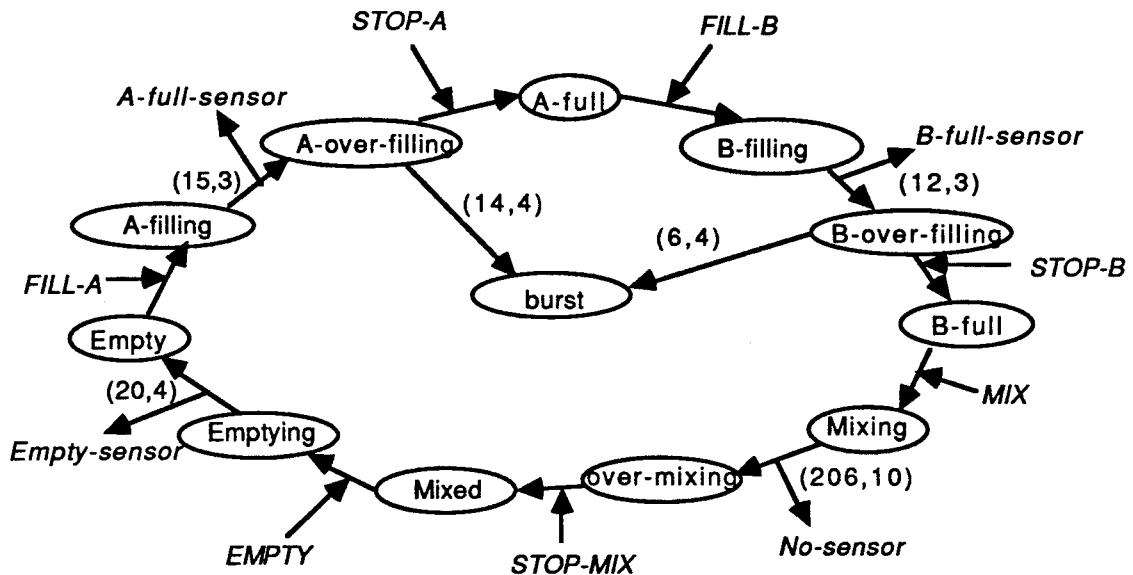 STOP-A
FILL-B
A-full-sensor
A-full
A-over-filling
B-filling
B-full-sensor
(15,3)
(12,3)
A-filling
(14,4)
(6,4)
B-over-filling
FILL-A
burst
STOP-B
Empty
B-full
(20,4)
MIX
Empty-sensor
Emptying
Mixing
Mixed
over-mixing
(206,10)
EMPTY
STOP-MIX
No-sensor